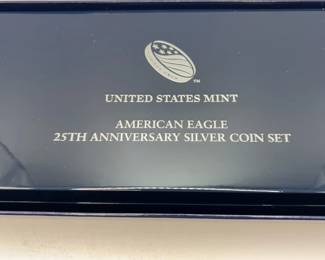 UNITED STATES MINT
AMERICAN EAGLE
25TH ANNIVERSARY SILVER COIN SET